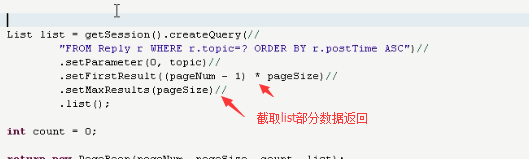 List list = getSession().createQuery(//
"FROM Reply r WHERE r.topic=? ORDER BY r.postTime ASC")//
.setParameter(0, topic)//
.setFirstResult((pageNum - 1) * pageSize)//
.setMaxResults(pageSize)//
.list();
截取list部分数据返回
int count = 0;
return new PageBean(pageNum, pageSize, count, list);